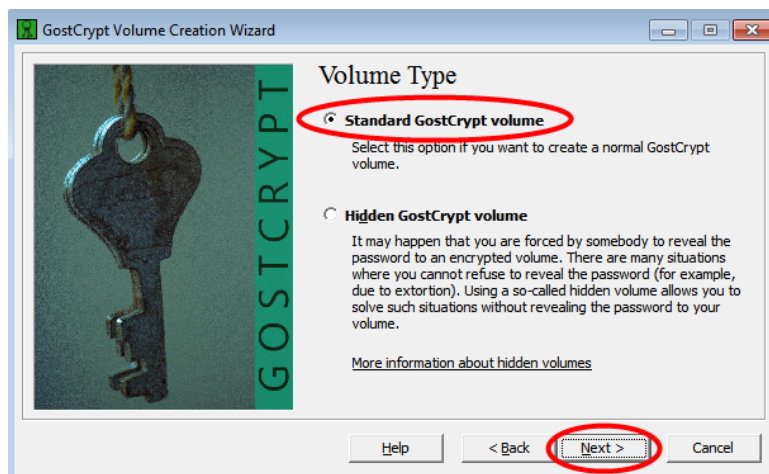 GostCrypt Volume Creation Wizard
GOSTCRYPT
Volume Type
Standard GostCrypt volume
Select this option if you want to create a normal GostCrypt
volume.
Hidden GostCrypt volume
It may happen that you are forced by somebody to reveal the
password to an encrypted volume. There are many situations
where you cannot refuse to reveal the password (for example,
due to extortion). Using a so-called hidden volume allows you to
solve such situations without revealing the password to your
volume.
More information about hidden volumes
Help
< Back
Next >
Cancel